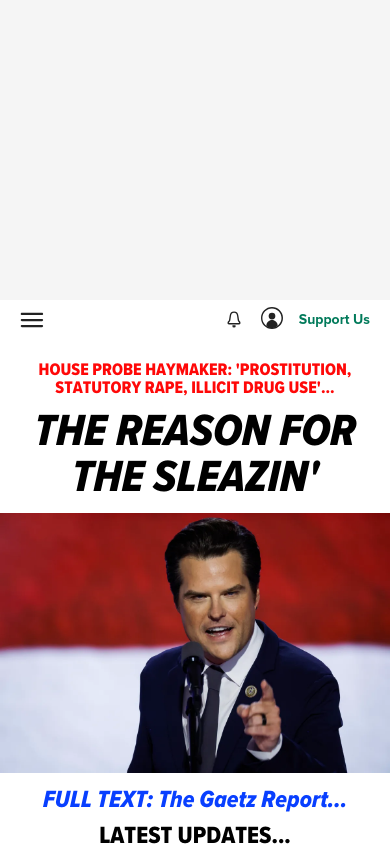 Support Us
HOUSE PROBE HAYMAKER: 'PROSTITUTION,
STATUTORY RAPE, ILLICIT DRUG USE'...
THE REASON FOR
THE SLEAZIN'
FULL TEXT: The Gaetz Report...
LATEST UPDATES...